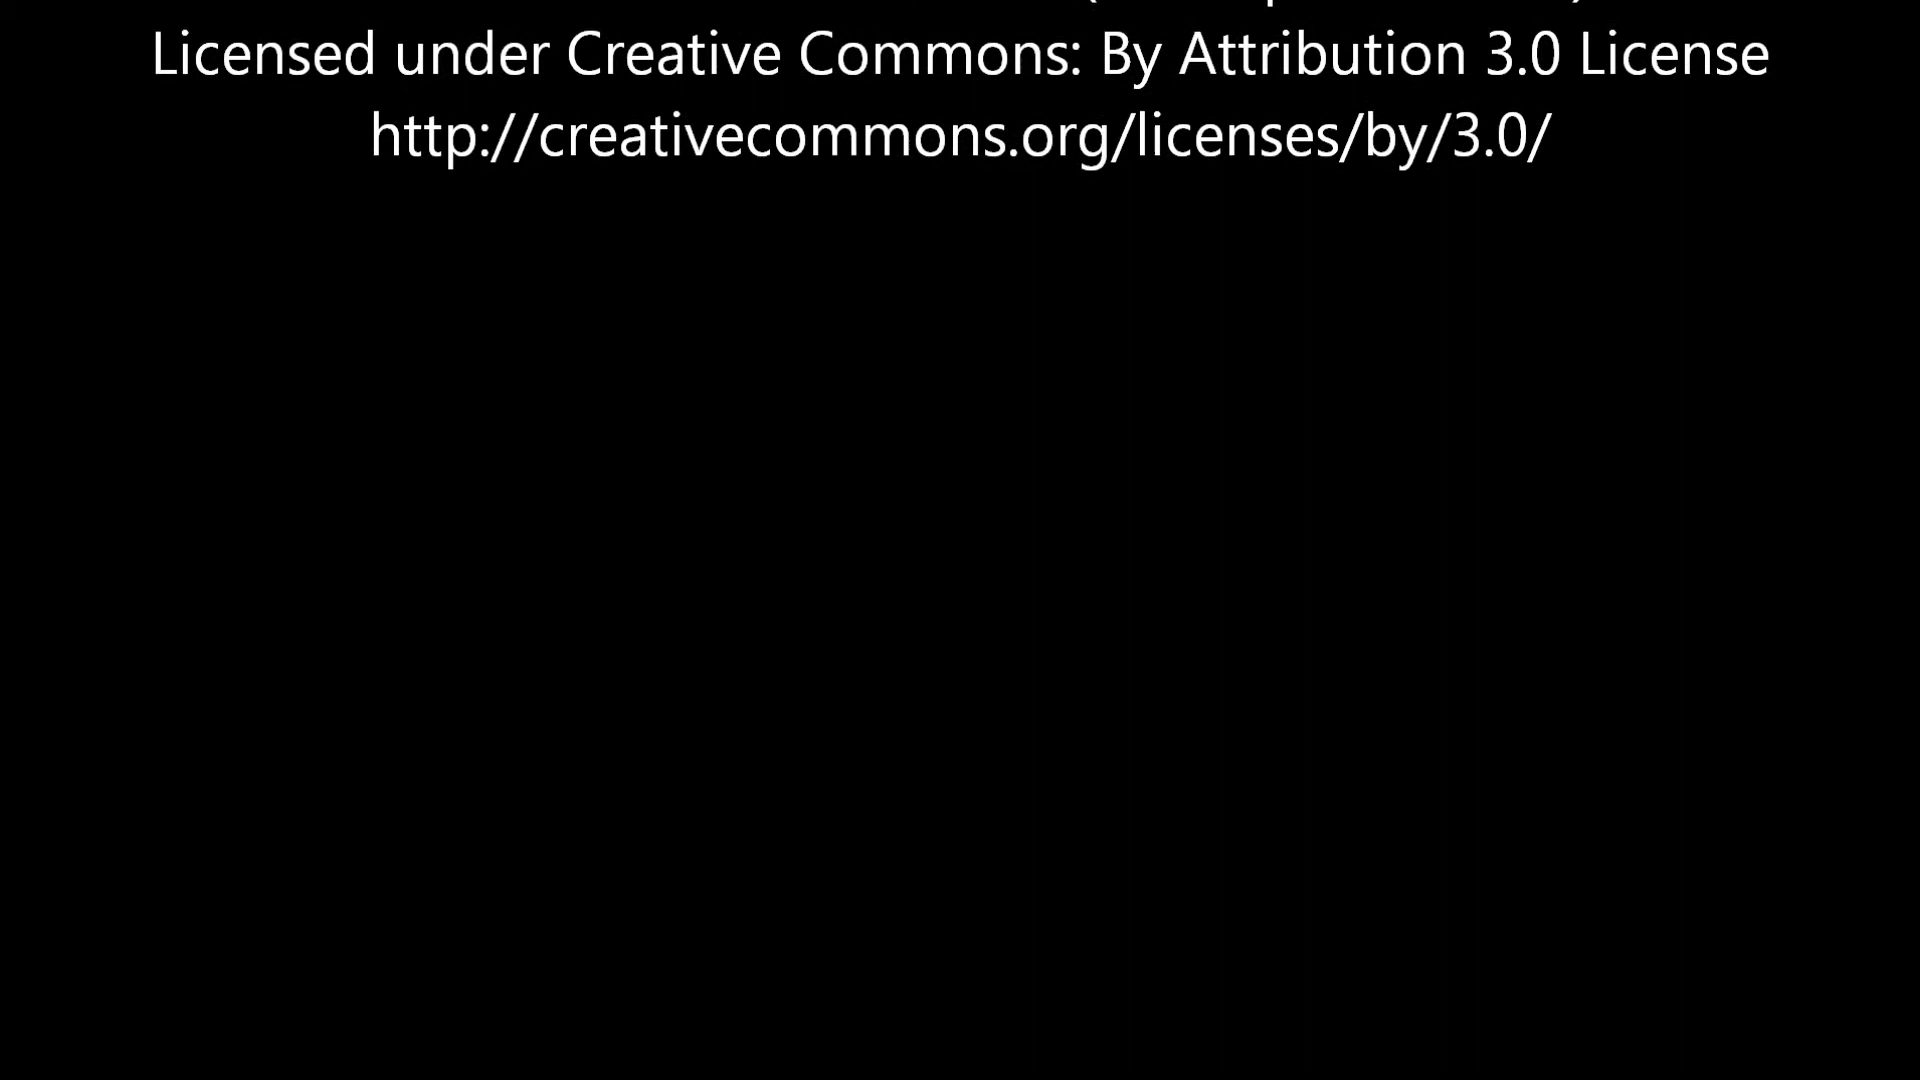 Licensed under Creative Commons: By Attribution 3.0 License
http://creativecommons.org/licenses/by/3.0/